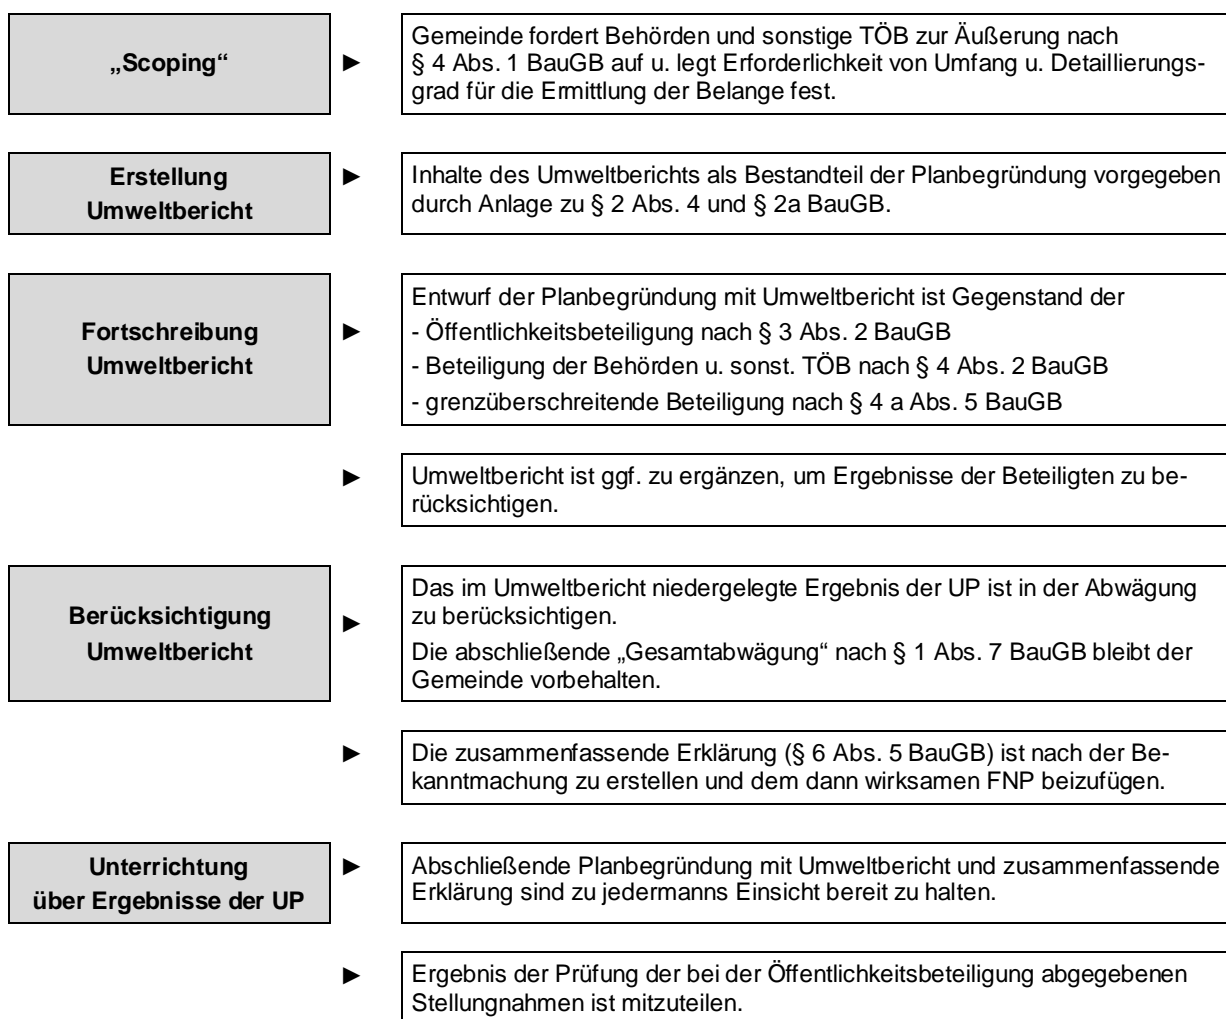 „Scoping“
►
Gemeinde fordert Behörden und sonstige TÖB zur Äußerung nach
§ 4 Abs. 1 BauGB auf u. legt Erforderlichkeit von Umfang u. Detaillierungs-
grad für die Ermittlung der Belange fest.
Erstellung
Umweltbericht
►
Inhalte des Umweltberichts als Bestandteil der Planbegründung vorgegeben
durch Anlage zu § 2 Abs. 4 und § 2a BauGB.
Fortschreibung
Umweltbericht
►
Entwurf der Planbegründung mit Umweltbericht ist Gegenstand der
- Öffentlichkeitsbeteiligung nach § 3 Abs. 2 BauGB
- Beteiligung der Behörden u. sonst. TÖB nach § 4 Abs. 2 BauGB
- grenzüberschreitende Beteiligung nach § 4 a Abs. 5 BauGB
►
Umweltbericht ist ggf. zu ergänzen, um Ergebnisse der Beteiligten zu be-
rücksichtigen.
Berücksichtigung
Umweltbericht
►
Das im Umweltbericht niedergelegte Ergebnis der UP ist in der Abwägung
zu berücksichtigen.
Die abschließende „Gesamtabwägung“ nach § 1 Abs. 7 BauGB bleibt der
Gemeinde vorbehalten.
►
Die zusammenfassende Erklärung (§ 6 Abs. 5 BauGB) ist nach der Be-
kanntmachung zu erstellen und dem dann wirksamen FNP beizufügen.
Unterrichtung
über Ergebnisse der UP
►
Abschließende Planbegründung mit Umweltbericht und zusammenfassende
Erklärung sind zu jedermanns Einsicht bereit zu halten.
►
Ergebnis der Prüfung der bei der Öffentlichkeitsbeteiligung abgegebenen
Stellungnahmen ist mitzuteilen.